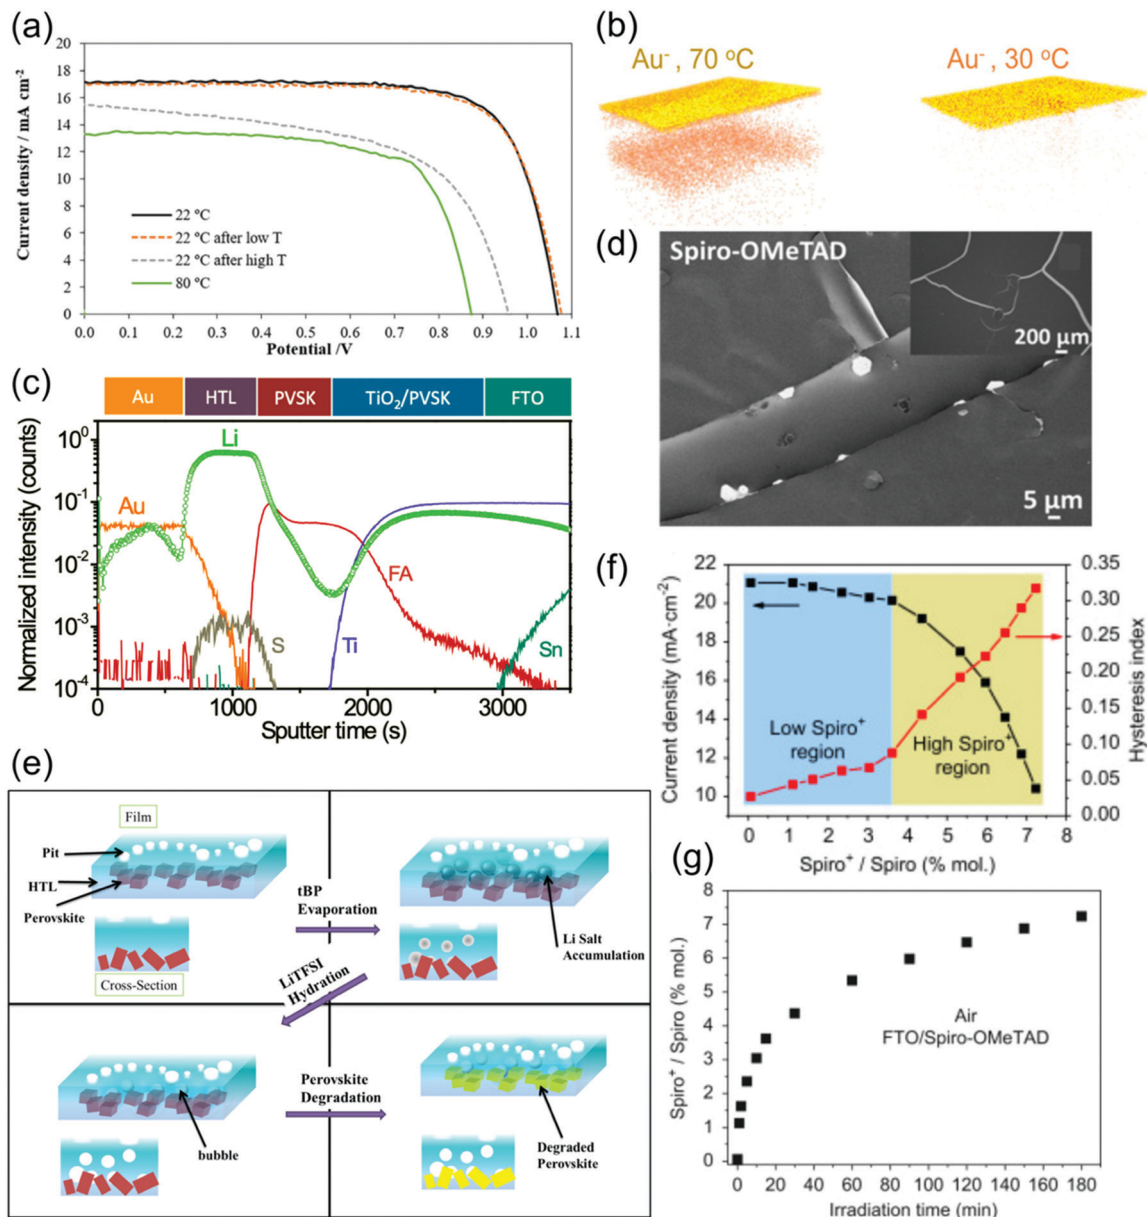 (a)
20
18
16
14
12
10
8
6
4
2
0
Current density / mA cm⁻²
22 °C
22 °C after low T
22 °C after high T
80 °C
0.0 0.1 0.2 0.3 0.4 0.5 0.6 0.7 0.8 0.9 1.0 1.1
Potential /V
(b)
Au⁻ , 70 °C
Au⁻ , 30 °C
(c)
Au HTL PVSK TiO₂/PVSK FTO
10⁰
10⁻¹
10⁻²
10⁻³
10⁻⁴
Normalized intensity (counts)
Li
Au
FA
S
Ti
Sn
0 1000 2000 3000
Sputter time (s)
(d)
Spiro-OMeTAD
200 µm
5 µm
(e)
Film
Pit
HTL
Perovskite
Cross-Section
tBP
Evaporation
Li Salt
Accumulation
LiTFSI
Hydration
bubble
Perovskite
Degradation
Degraded
Perovskite
(f)
22
20
18
16
14
12
10
Current density (mA·cm⁻²)
0.35
0.30
0.25
0.20
0.15
0.10
0.05
0.00
Hysteresis index
Low Spiro⁺
region
High Spiro⁺
region
0 1 2 3 4 5 6 7 8
Spiro⁺ / Spiro (% mol.)
(g)
8
7
6
5
4
3
2
1
0
Spiro⁺ / Spiro (% mol.)
Air
FTO/Spiro-OMeTAD
0 20 40 60 80 100 120 140 160 180
Irradiation time (min)